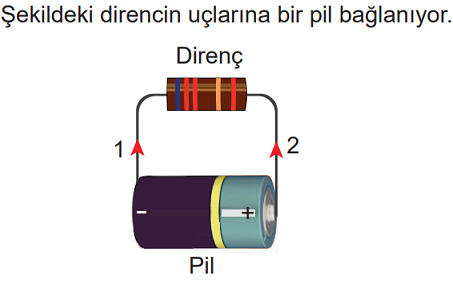 Şekildeki direncin uçlarına bir pil bağlanıyor.
Direnç
1
2
− +
Pil